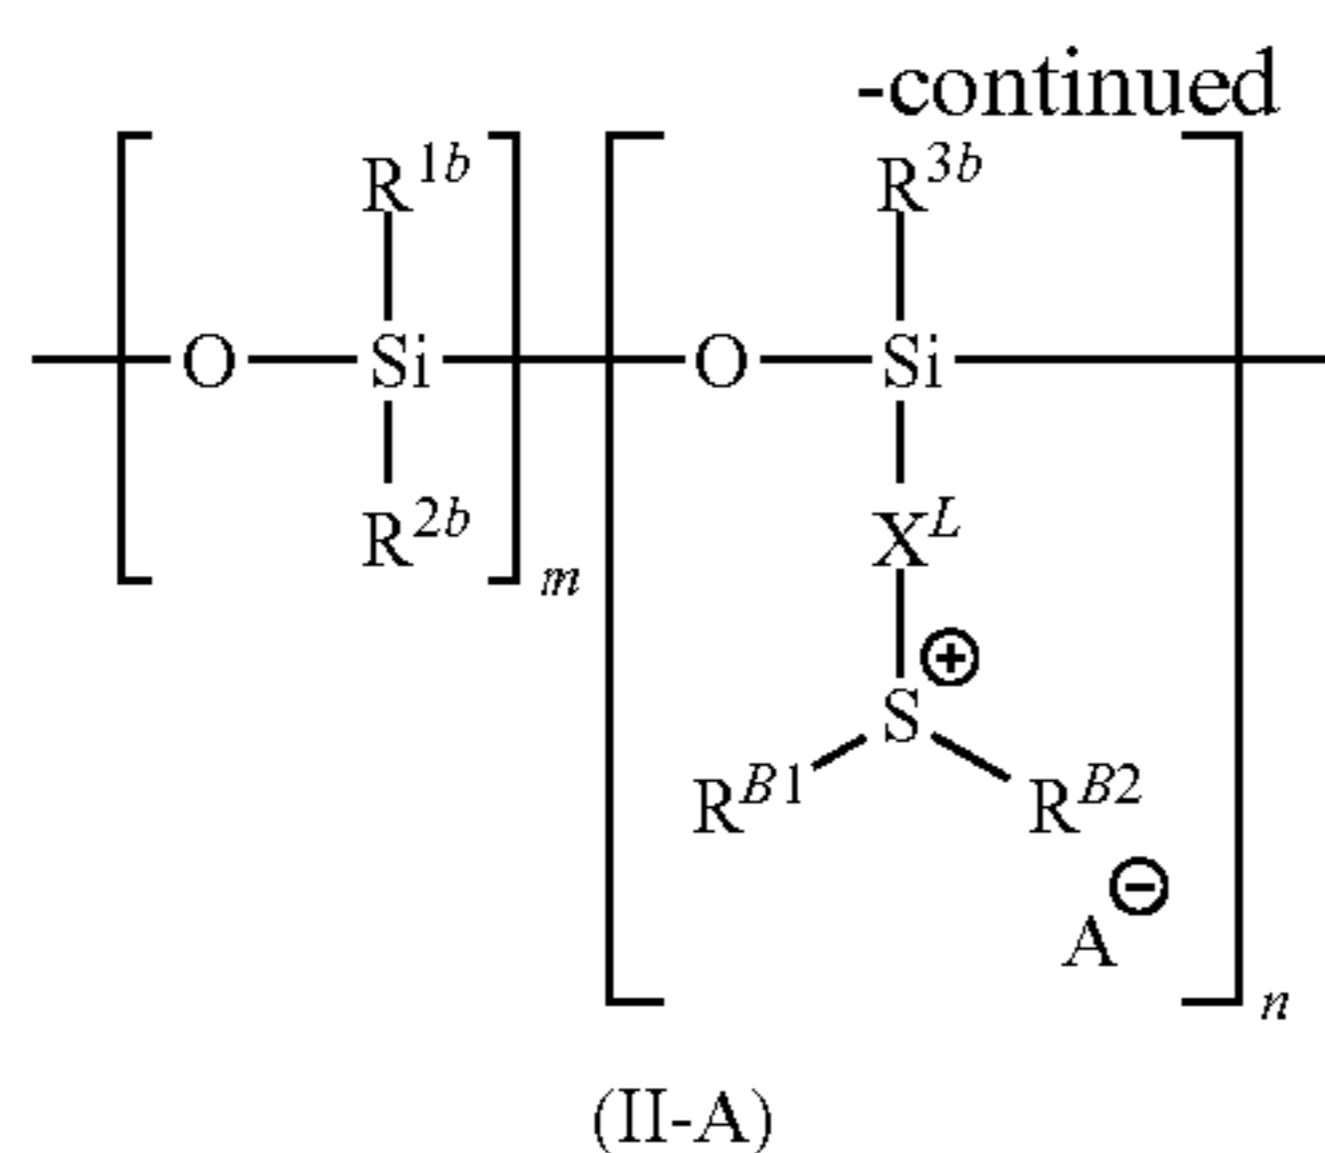 -continued
R1b R3b
O Si O Si
R2b XL
m
⊕
S
RB1 RB2
⊖
A
n
(II-A)